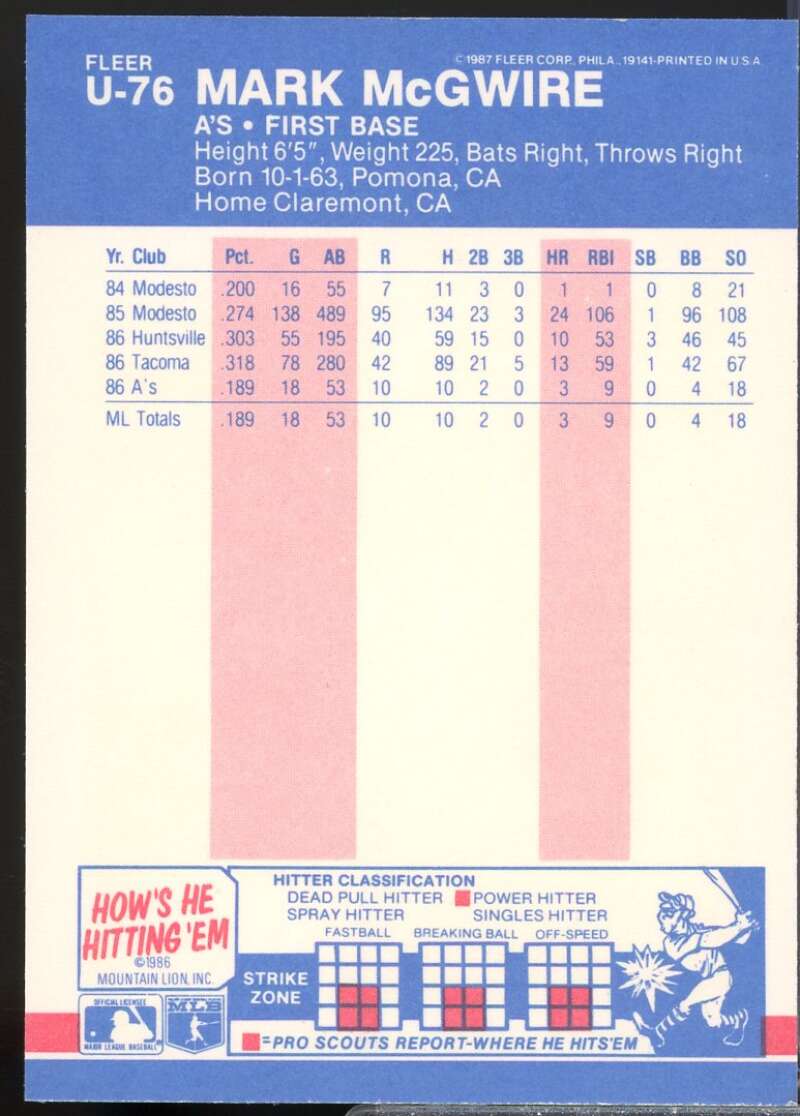 FLEER ©1987 FLEER CORP., PHILA., 19141-PRINTED IN U.S.A
U-76 MARK McGWIRE
A'S • FIRST BASE
Height 6'5", Weight 225, Bats Right, Throws Right
Born 10-1-63, Pomona, CA
Home Claremont, CA
Yr. Club Pct. G AB R H 2B 3B HR RBI SB BB SO
84 Modesto .200 16 55 7 11 3 0 1 1 0 8 21
85 Modesto .274 138 489 95 134 23 3 24 106 1 96 108
86 Huntsville .303 55 195 40 59 15 0 10 53 3 46 45
86 Tacoma .318 78 280 42 89 21 5 13 59 1 42 67
86 A's .189 18 53 10 10 2 0 3 9 0 4 18
ML Totals .189 18 53 10 10 2 0 3 9 0 4 18
HOW'S HE
HITTING 'EM
©1986
MOUNTAIN LION, INC
HITTER CLASSIFICATION
DEAD PULL HITTER POWER HITTER
SPRAY HITTER SINGLES HITTER
FASTBALL BREAKING BALL OFF-SPEED
STRIKE
ZONE
OFFICIAL LICENSEE
MAJOR LEAGUE BASEBALL
MLB
=PRO SCOUTS REPORT-WHERE HE HITS'EM